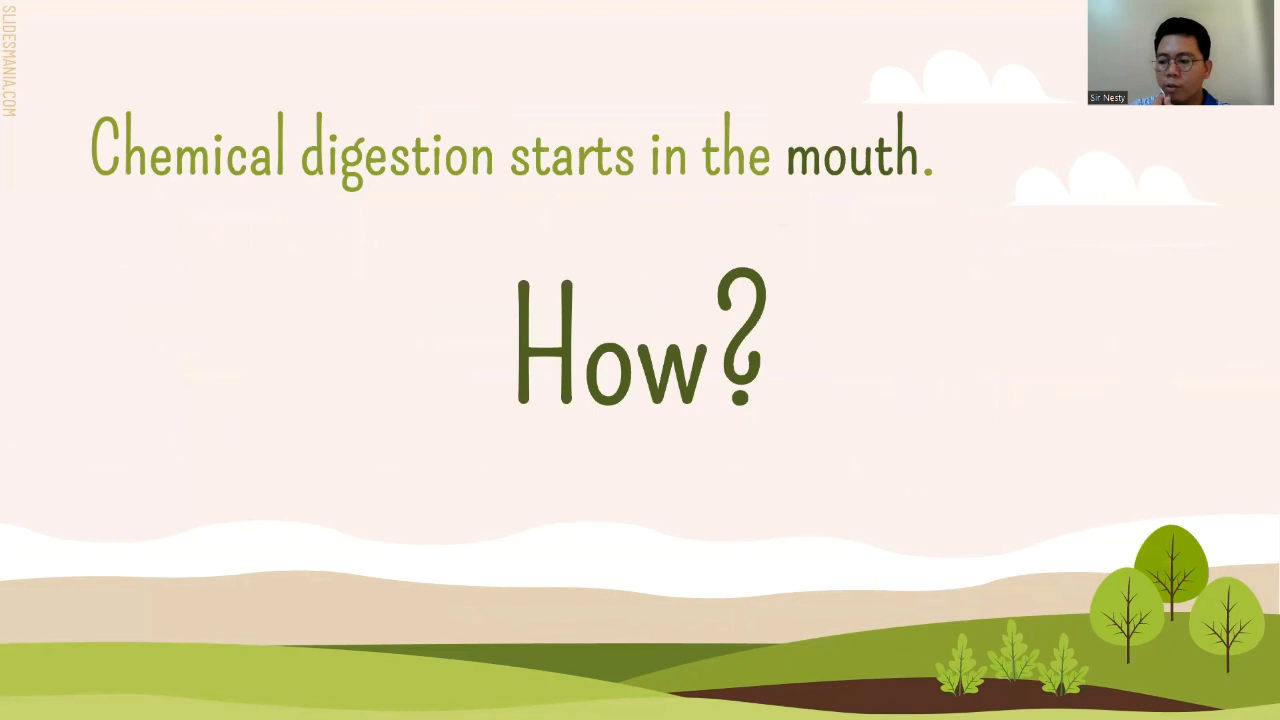 SLIDESMANIA.COM
Sir Nesty
Chemical digestion starts in the mouth.
How?